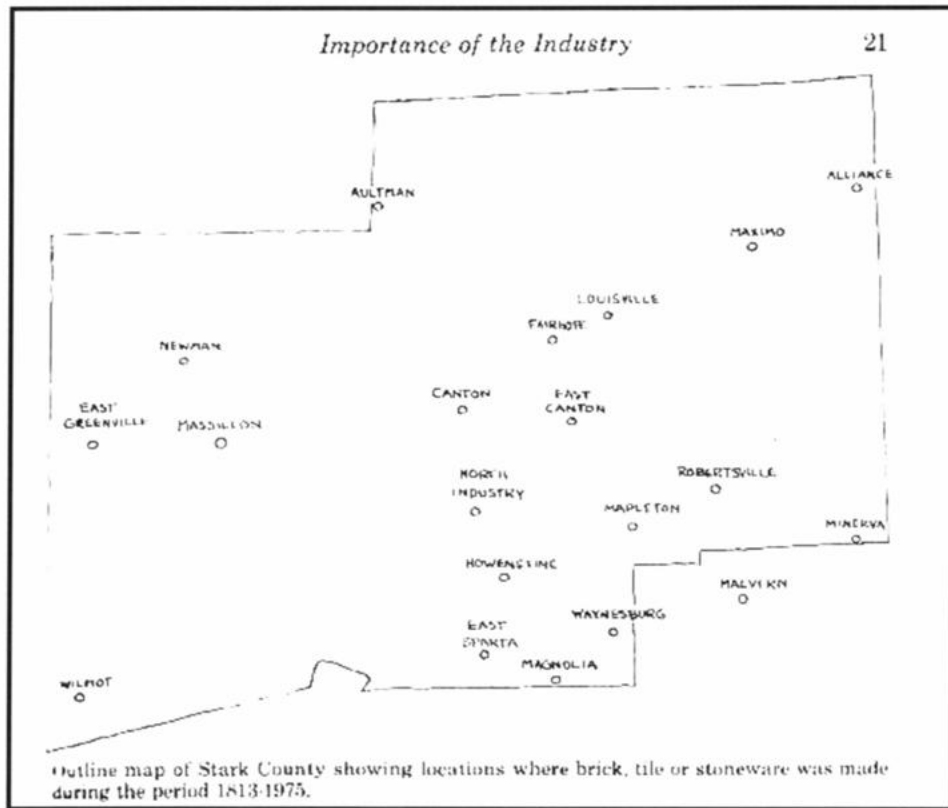 Importance of the Industry 21
AULTMAN
ALLIANCE
MAXIMO
LOUISVILLE
FAIRHOPE
NEWMAN
CANTON
EAST
CANTON
EAST
GREENVILLE
MASSILLON
NORTH
INDUSTRY
ROBERTSVILLE
MAPLETON
MINERVA
HOWENSTINE
MALVERN
WAYNESBURG
EAST
SPARTA
MAGNOLIA
WILMOT
Outline map of Stark County showing locations where brick, tile or stoneware was made
during the period 1813-1975.